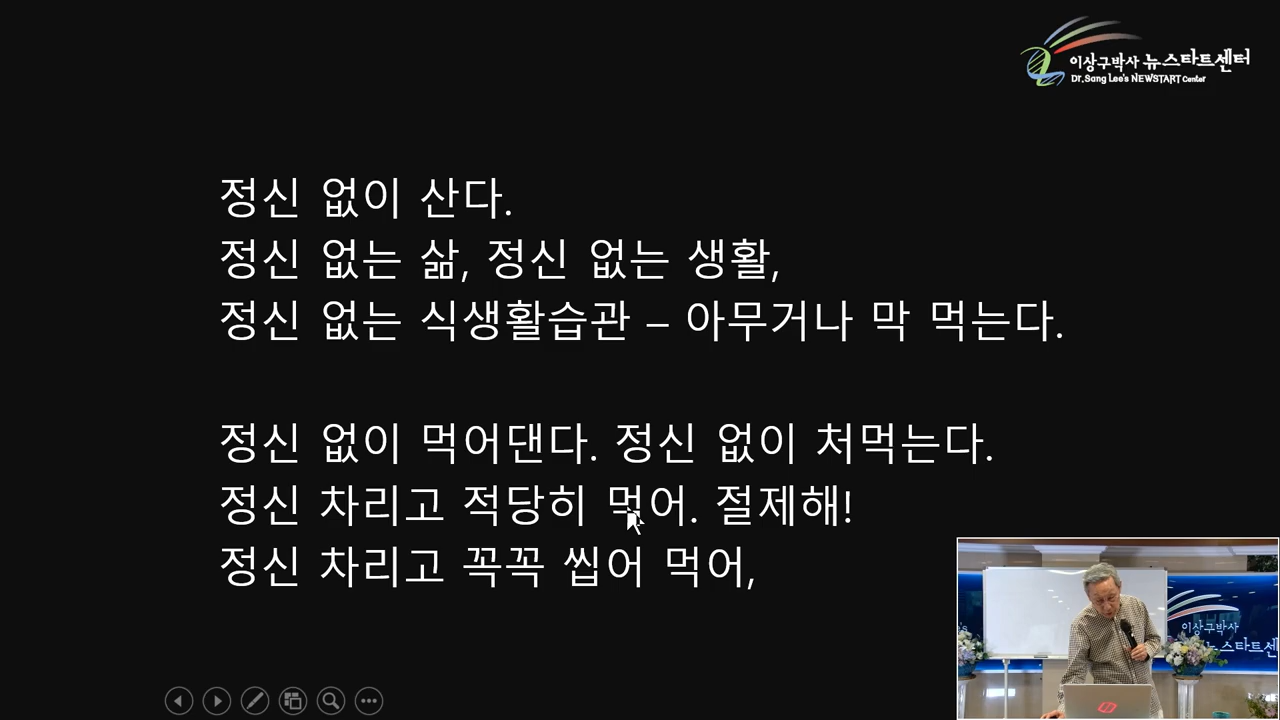 이상구박사 뉴스타트센터
Dr.Sang Lee's NEWSTART Center
정신 없이 산다.
정신 없는 삶, 정신 없는 생활,
정신 없는 식생활습관 – 아무거나 막 먹는다.
정신 없이 먹어댄다. 정신 없이 처먹는다.
정신 차리고 적당히 먹어. 절제해!
정신 차리고 꼭꼭 씹어 먹어,
이상구박사
뉴스타트센